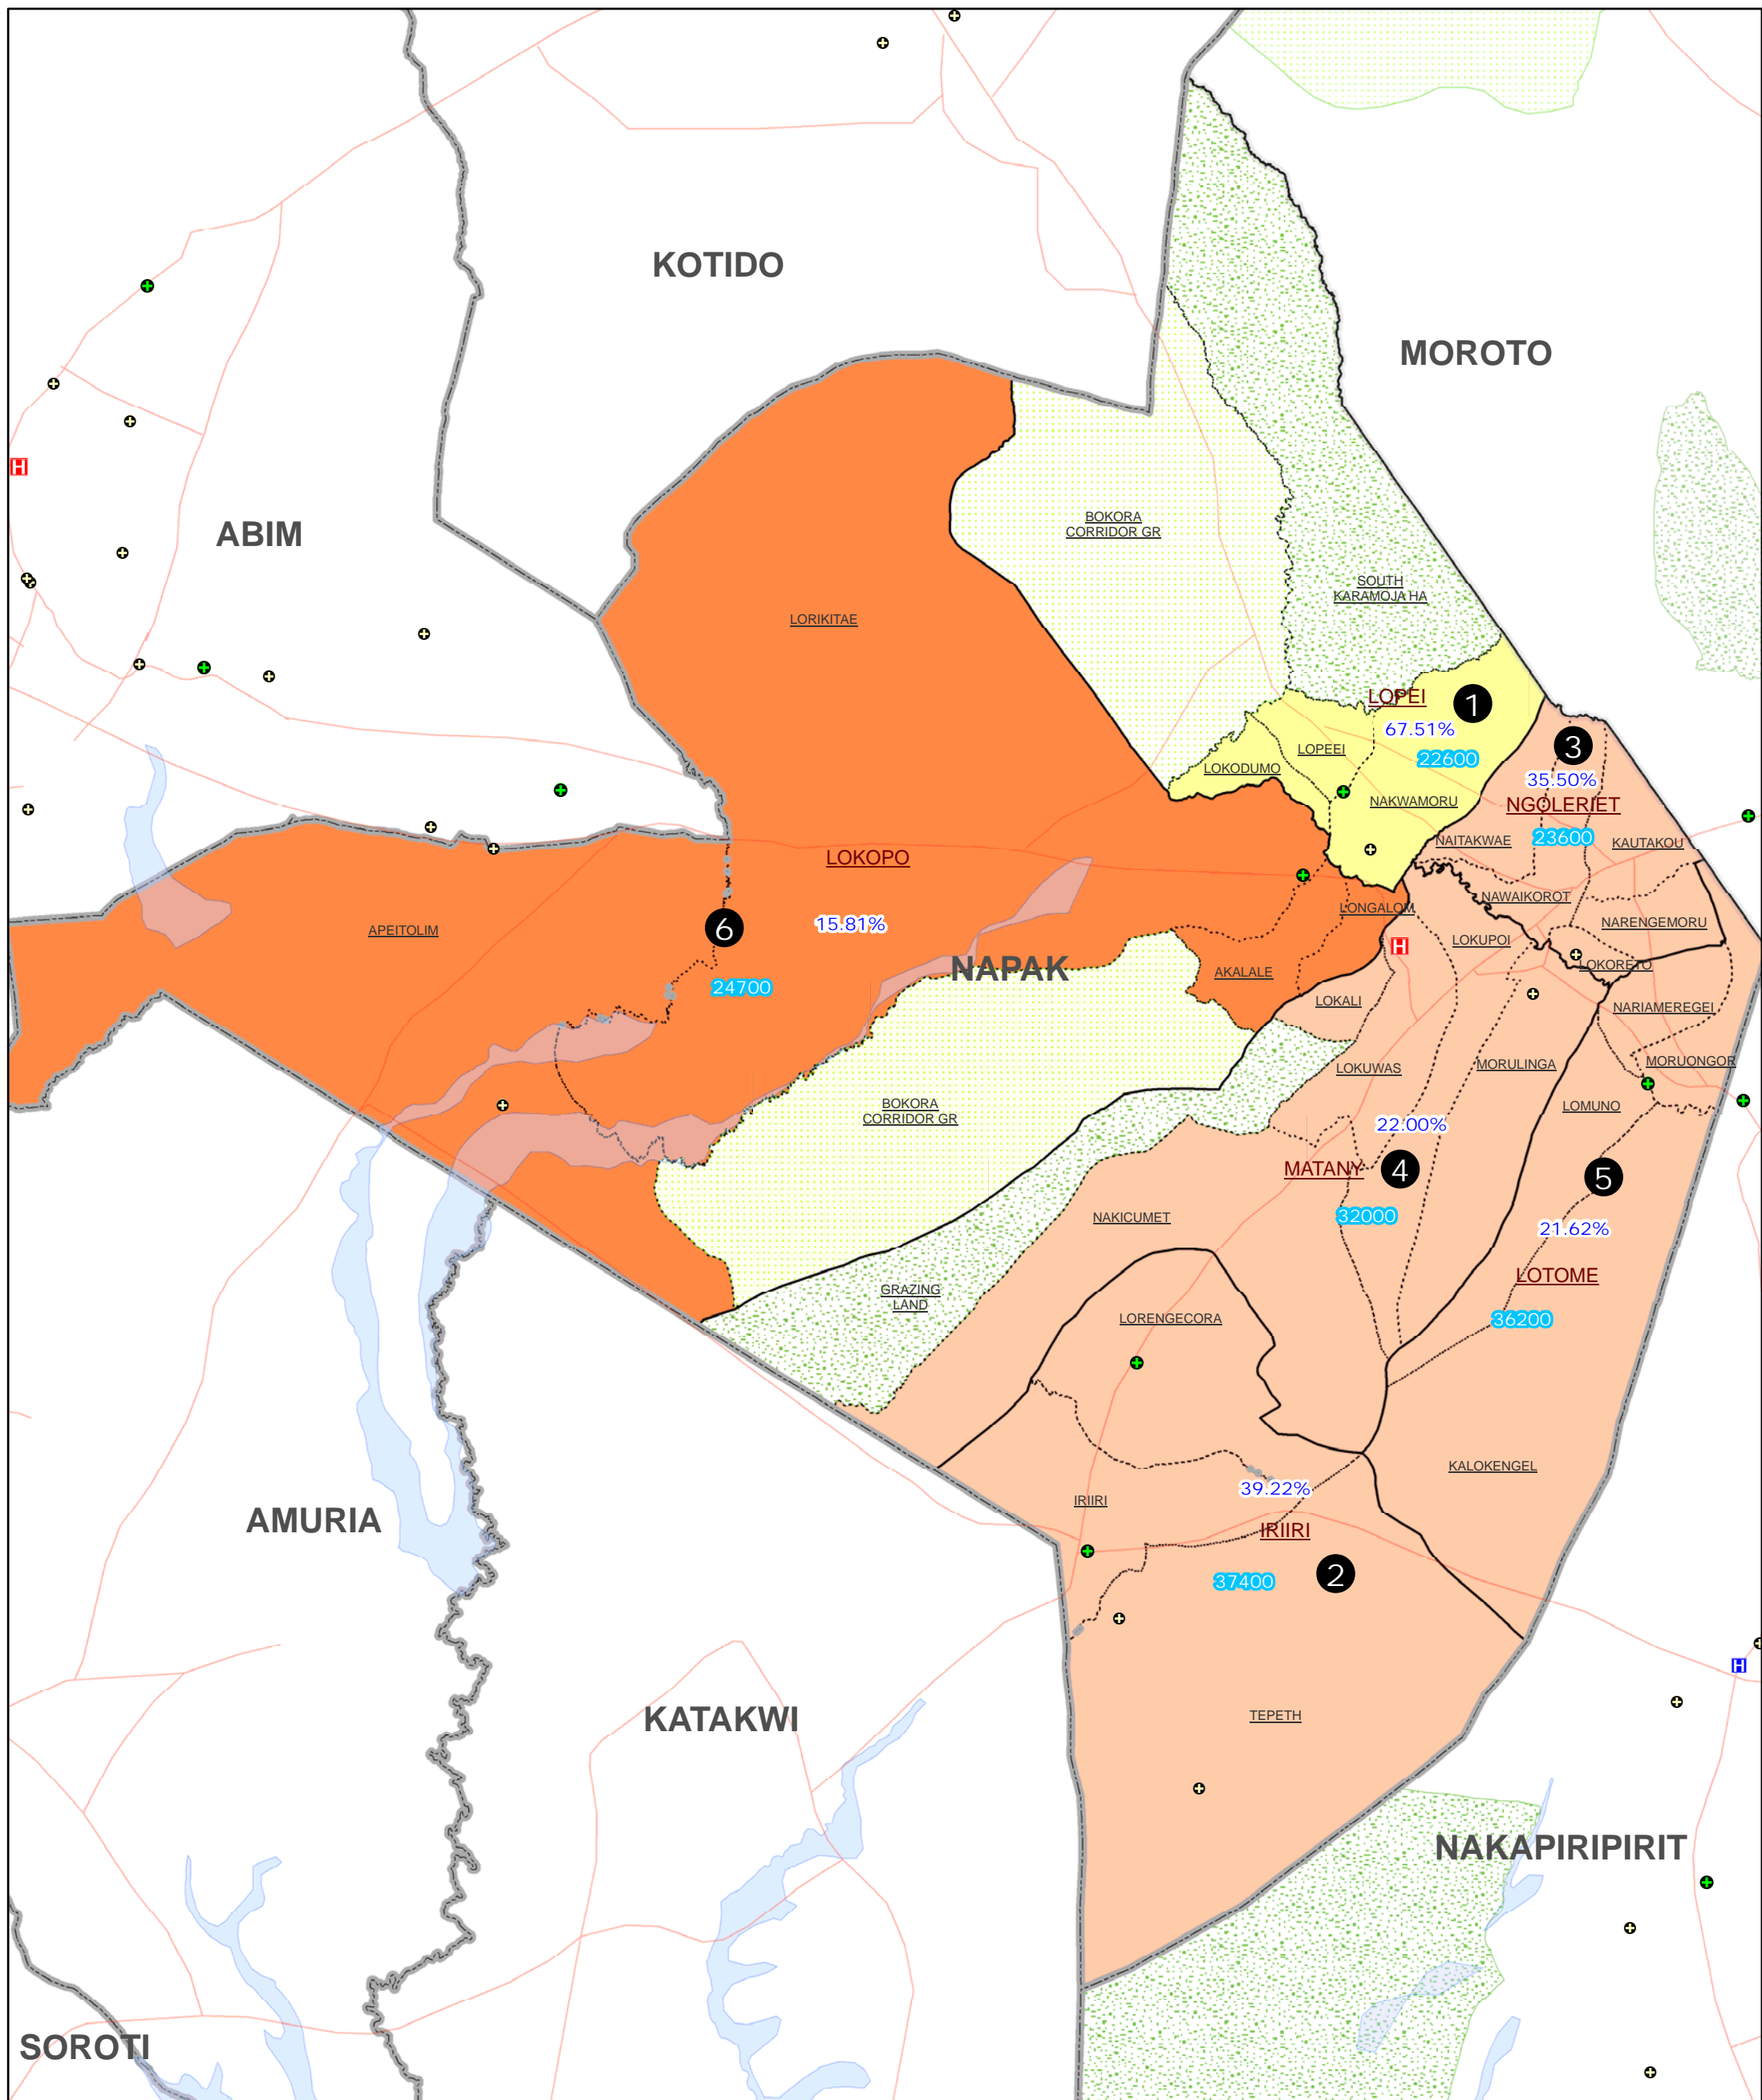 KOTIDO
MOROTO
H
ABIM
BOKORA
CORRIDOR GR
SOUTH
KARAMOJA HA
LORIKITAE
LOPEI
1
67.51%
22600
LOPEEI
LOKODUMO
NAKWAMORU
3
35.50%
NGOLERIET
23600
NAITAKWAE
KAUTAKOU
LOKOPO
15.81%
6
24700
APEITOLIM
NAPAK
LONGALOM
NAWAIKOROT
NARENGEMORU
LOKUPOI
H
LOKORETO
AKALALE
LOKALI
NARIAMEREGEI
LOKUWAS
MORULINGA
MORUONGOR
BOKORA
CORRIDOR GR
LOMUNO
22.00%
MATANY
4
5
32000
NAKICUMET
21.62%
LOTOME
36200
GRAZING
LAND
LORENGECORA
KALOKENGEL
39.22%
IRIIRI
IRIIRI
37400
2
AMURIA
KATAKWI
H
TEPETH
NAKAPIRIPIRIT
SOROTI